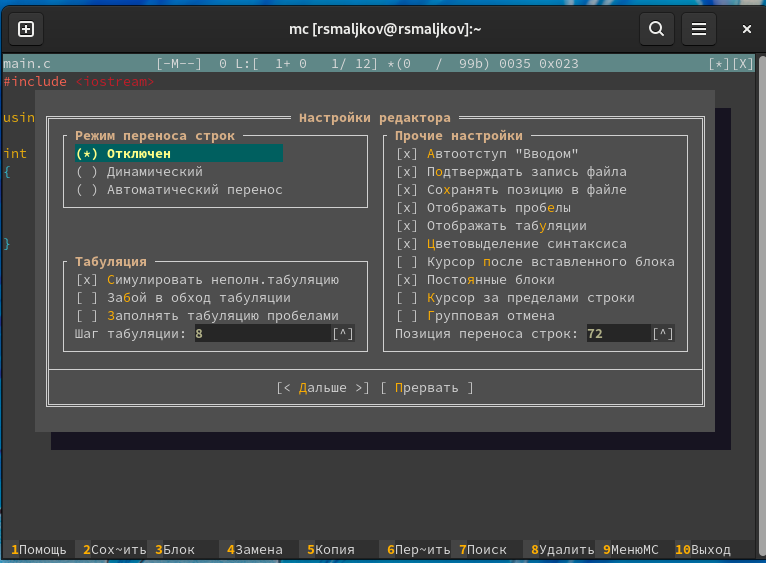 mc [rsmaljkov@rsmaljkov]:~
main.c [-M--] 0 L:[ 1+ 0 1/ 12] *(0 / 99b) 0035 0x023 [*][X]
#include <iostream>
usin
int
{
}
Настройки редактора
Режим переноса строк
(*) Отключен
( ) Динамический
( ) Автоматический перенос
Табуляция
[x] Симулировать неполн.табуляцию
[ ] Забой в обход табуляции
[ ] Заполнять табуляцию пробелами
Шаг табуляции: 8 [^]
Прочие настройки
[x] Автоотступ "Вводом"
[x] Подтверждать запись файла
[x] Сохранять позицию в файле
[x] Отображать пробелы
[x] Отображать табуляции
[x] Цветовыделение синтаксиса
[ ] Курсор после вставленного блока
[x] Постоянные блоки
[ ] Курсор за пределами строки
[ ] Групповая отмена
Позиция переноса строк: 72 [^]
[< Дальше >] [ Прервать ]
1Помощь 2Сох~ить 3Блок 4Замена 5Копия 6Пер~ить 7Поиск 8Удалить 9МенюMC 10Выход